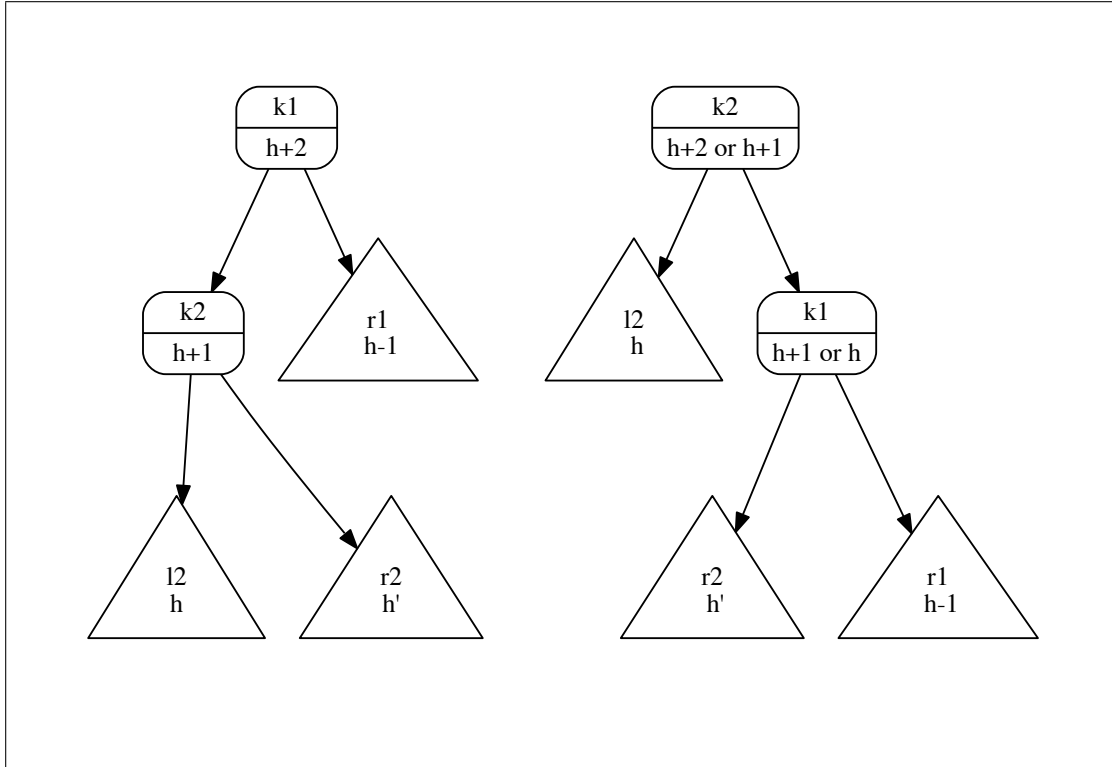 k1
h+2
k2
h+1
r1
h-1
l2
h
r2
h'
k2
h+2 or h+1
l2
h
k1
h+1 or h
r2
h'
r1
h-1